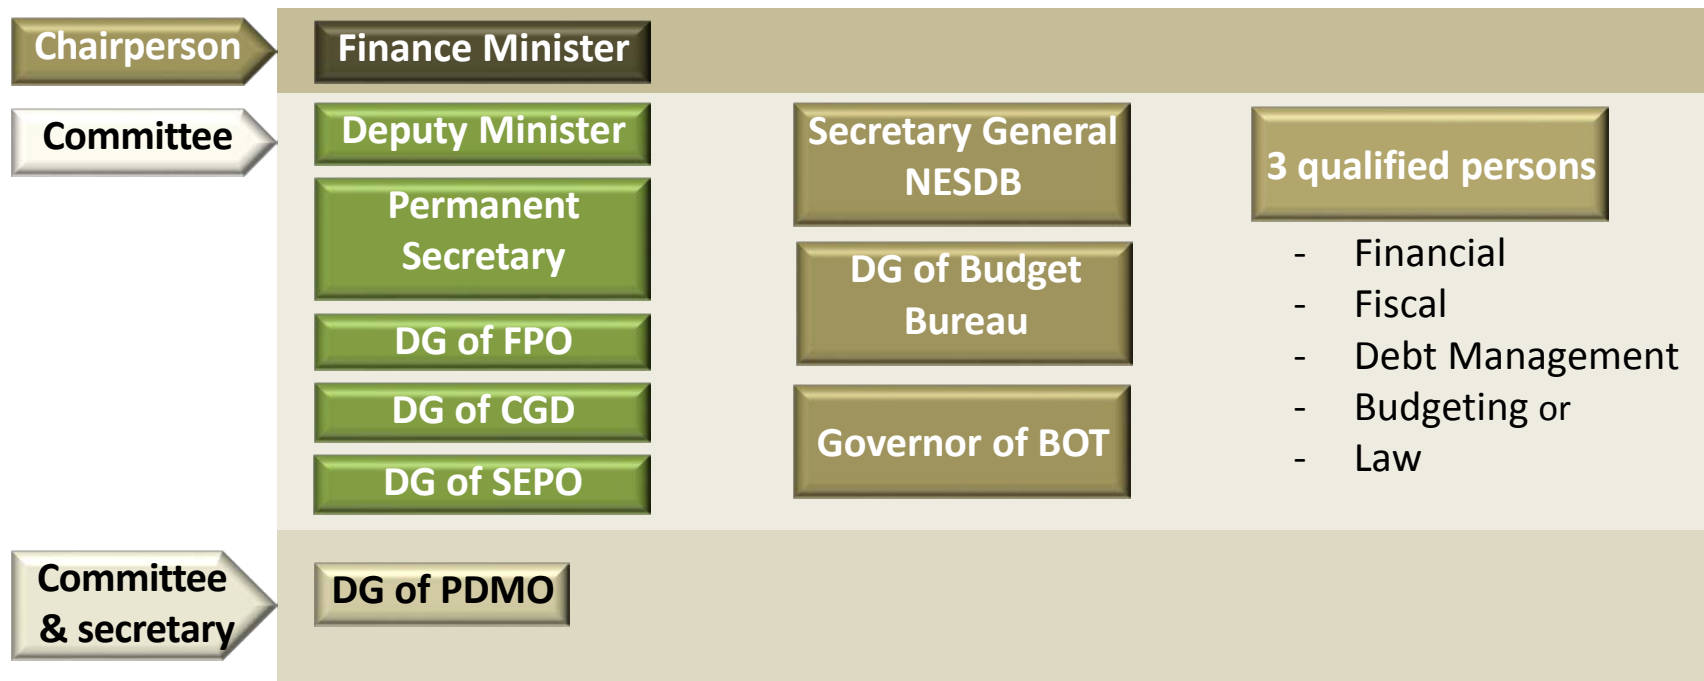 Chairperson
Finance Minister
Committee
Deputy Minister
Permanent
Secretary
DG of FPO
DG of CGD
DG of SEPO
Secretary General
NESDB
DG of Budget
Bureau
Governor of BOT
3 qualified persons
- Financial
- Fiscal
- Debt Management
- Budgeting or
- Law
Committee
& secretary
DG of PDMO